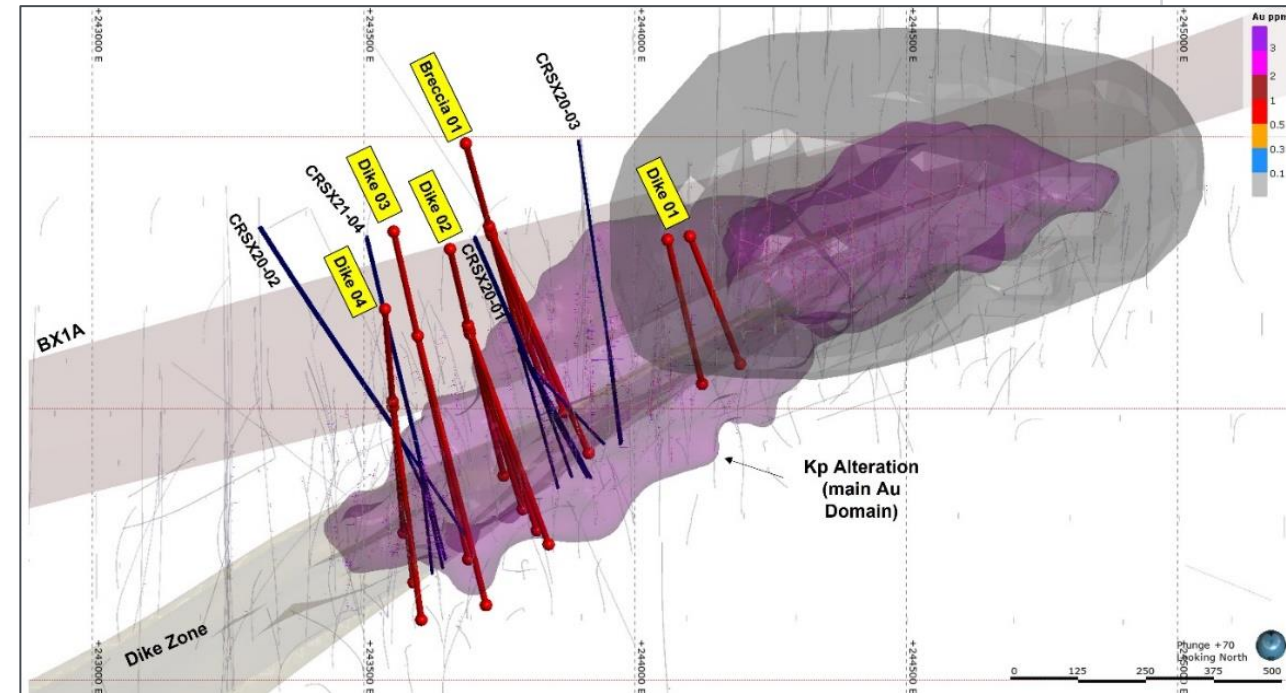 +243000 E
+243500 E
+244000 E
+244500 E
+245000 E
Au ppm
3
2
1
0.5
0.3
0.1
Breccia 01
CRSX20-03
Dike 03
CRSX21-04
Dike 02
Dike 01
CRSX20-02
CRSX20-01
Dike 04
BX1A
Kp Alteration
(main Au
Domain)
Dike Zone
+243000 E
+243500 E
+244000 E
+244500 E
+245000 E
Plunge +70
Looking North
0 125 250 375 500